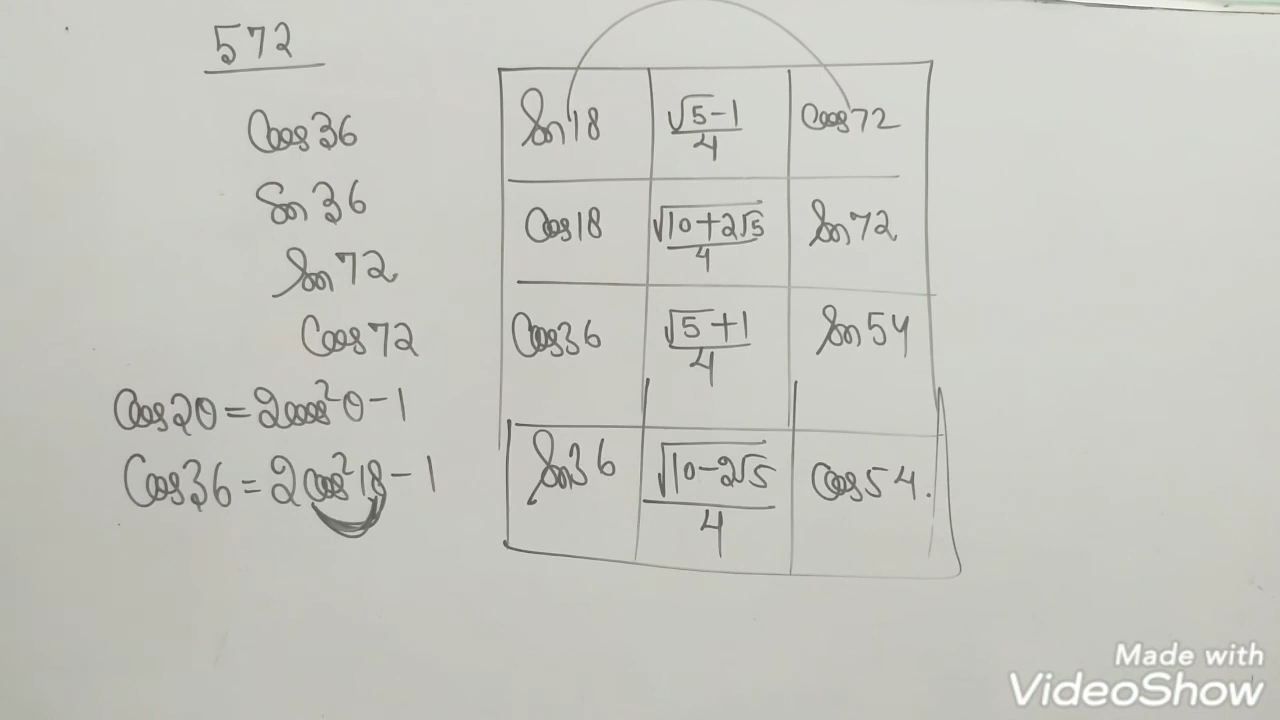 572
Cos36
Sin36
Sin72
Cos72
Cos2θ = 2cos²θ - 1
Cos36 = 2cos²18 - 1
Sin18 | √5-1/4 | Cos72
Cos18 | √10+2√5/4 | Sin72
Cos36 | √5+1/4 | Sin54
Sin36 | √10-2√5/4 | Cos54.
Made with
VideoShow